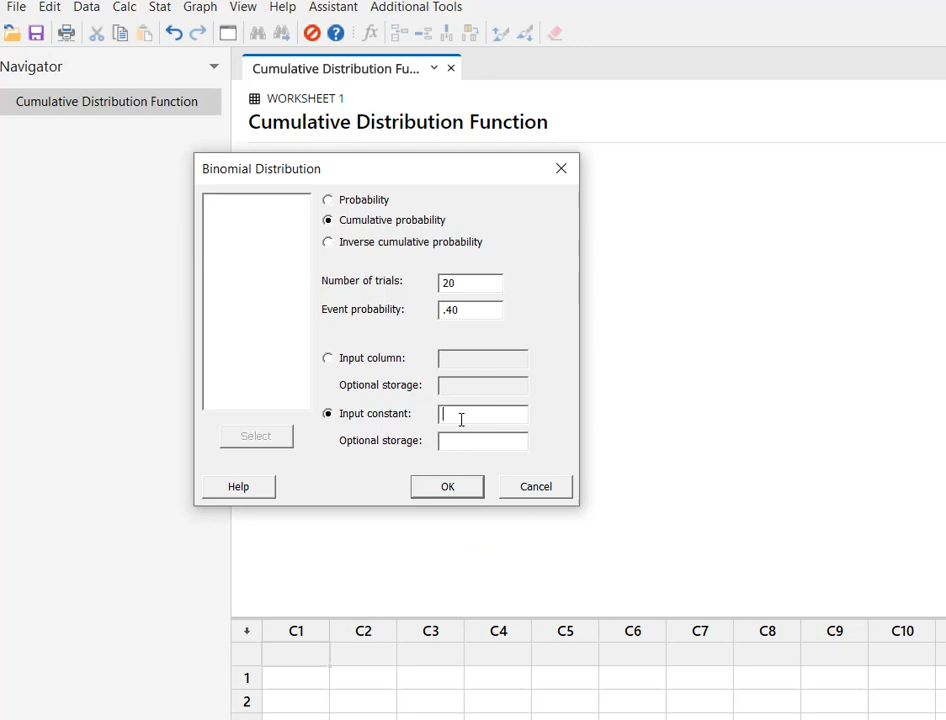 File Edit Data Calc Stat Graph View Help Assistant Additional Tools
Navigator
Cumulative Distribution Function
Cumulative Distribution Fu...
WORKSHEET 1
Cumulative Distribution Function
Binomial Distribution
Probability
Cumulative probability
Inverse cumulative probability
Number of trials: 20
Event probability: .40
Input column:
Optional storage:
Input constant:
Optional storage:
Select
Help OK Cancel
C1 C2 C3 C4 C5 C6 C7 C8 C9 C10
1
2